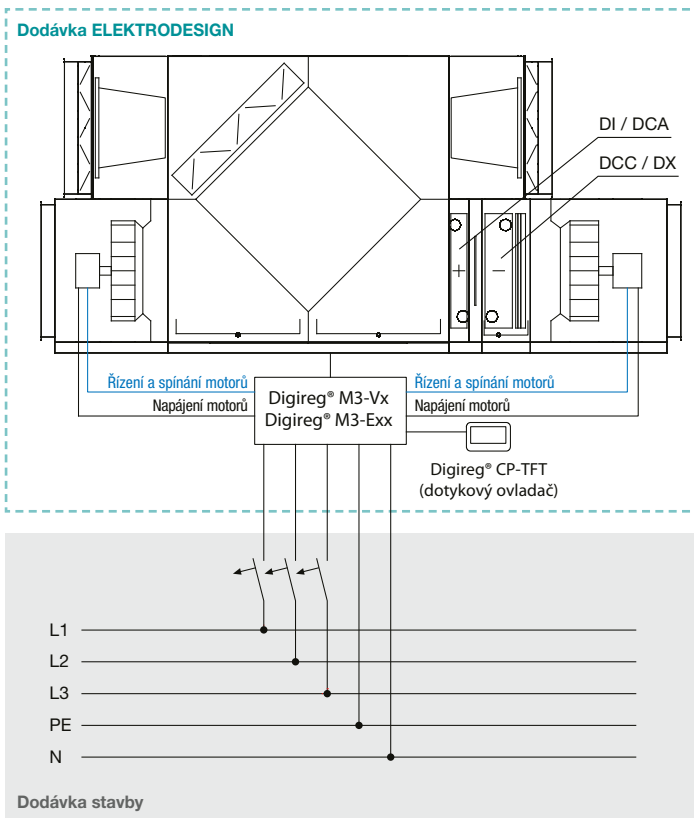 Dodávka ELEKTRODESIGN
DI / DCA
DCC / DX
+
−
Řízení a spínání motorů
Napájení motorů
Digireg® M3-Vx
Digireg® M3-Exx
Řízení a spínání motorů
Napájení motorů
Digireg® CP-TFT
(dotykový ovladač)
L1
L2
L3
PE
N
Dodávka stavby